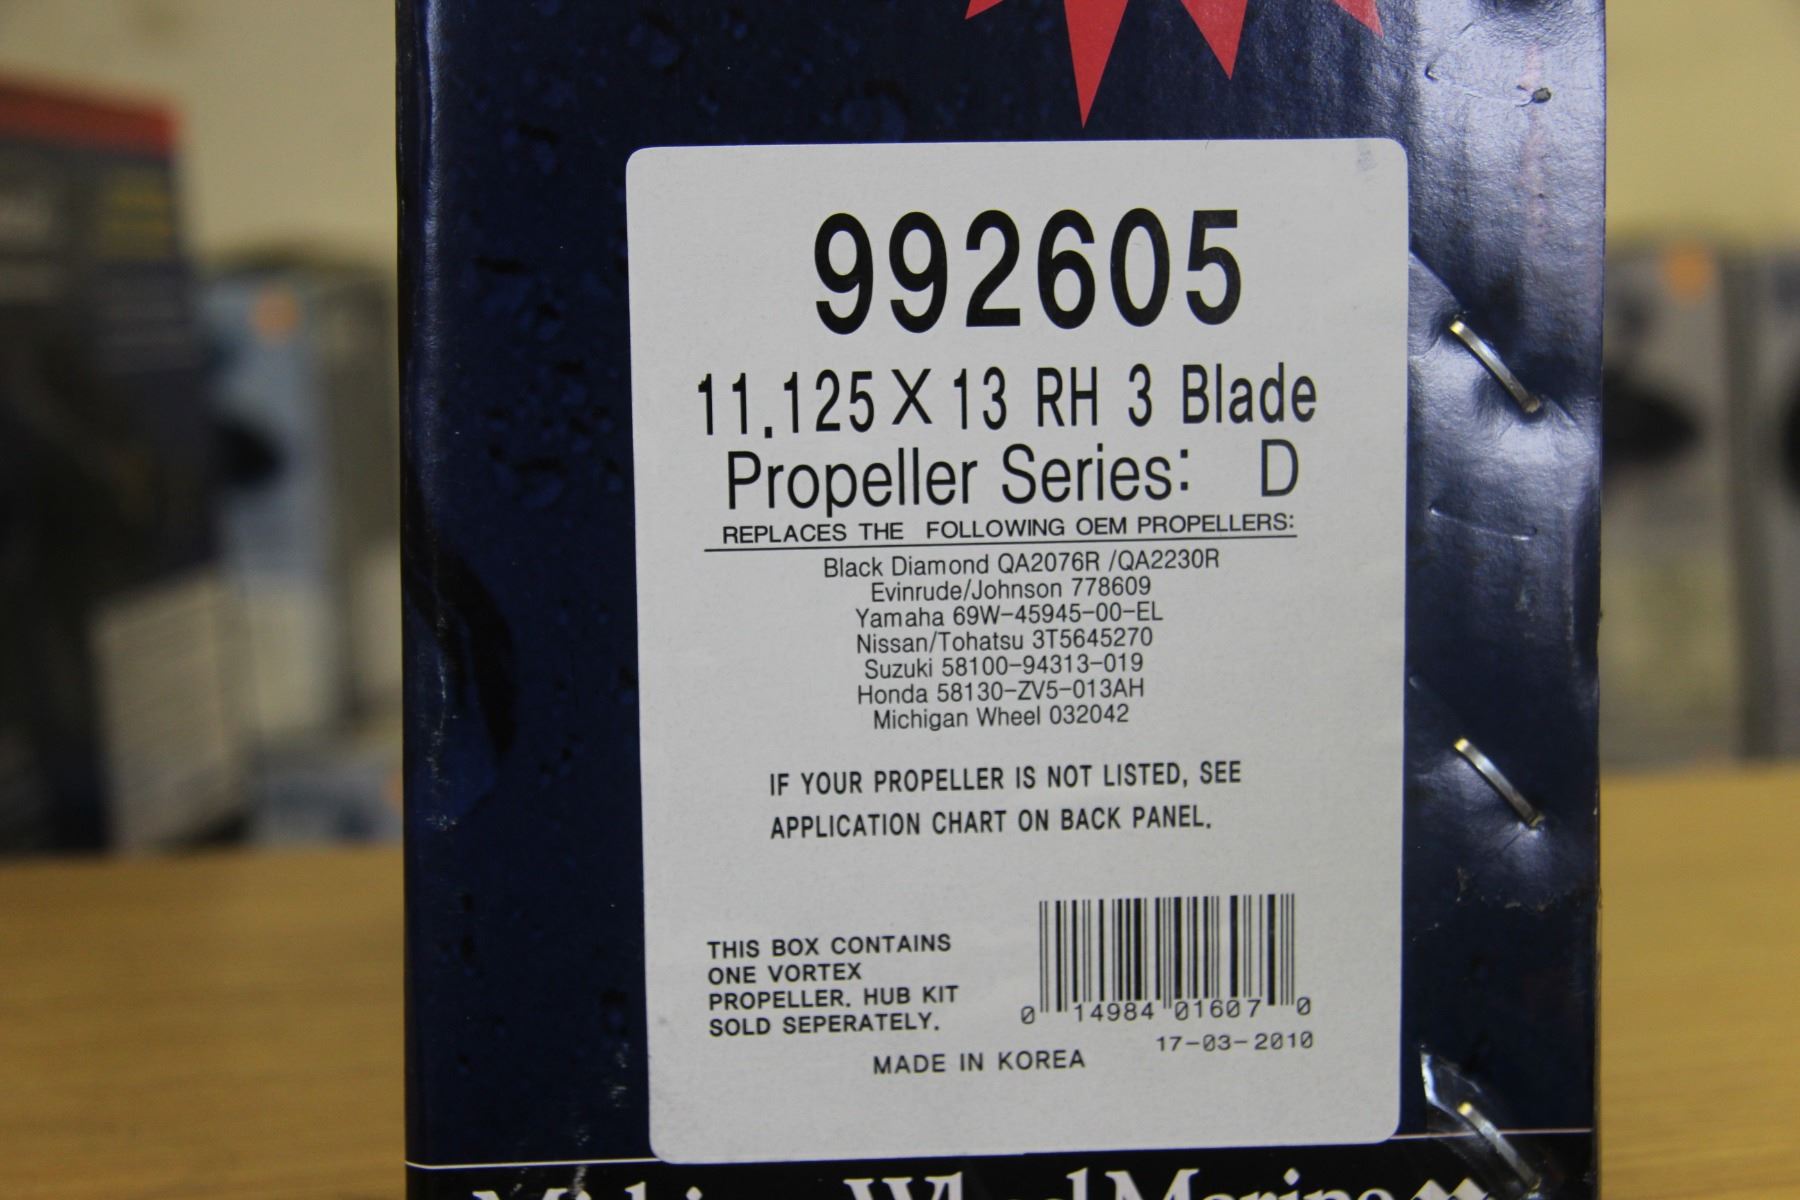 992605
11.125 X 13 RH 3 Blade
Propeller Series: D
REPLACES THE FOLLOWING OEM PROPELLERS:
Black Diamond QA2076R /QA2230R
Evinrude/Johnson 778609
Yamaha 69W-45945-00-EL
Nissan/Tohatsu 3T5645270
Suzuki 58100-94313-019
Honda 58130-ZV5-013AH
Michigan Wheel 032042
IF YOUR PROPELLER IS NOT LISTED, SEE
APPLICATION CHART ON BACK PANEL.
THIS BOX CONTAINS
ONE VORTEX
PROPELLER. HUB KIT
SOLD SEPERATELY.
0 14984 01607 0
17-03-2010
MADE IN KOREA
Michigan Wheel Marine